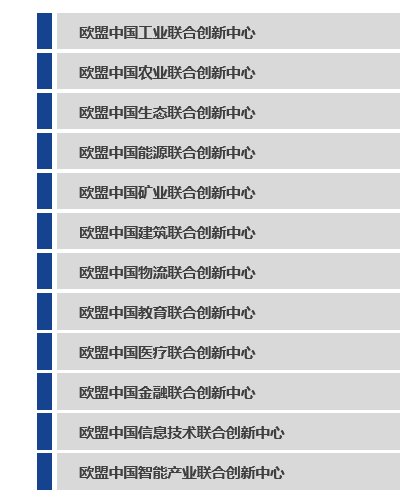 欧盟中国工业联合创新中心
欧盟中国农业联合创新中心
欧盟中国生态联合创新中心
欧盟中国能源联合创新中心
欧盟中国矿业联合创新中心
欧盟中国建筑联合创新中心
欧盟中国物流联合创新中心
欧盟中国教育联合创新中心
欧盟中国医疗联合创新中心
欧盟中国金融联合创新中心
欧盟中国信息技术联合创新中心
欧盟中国智能产业联合创新中心